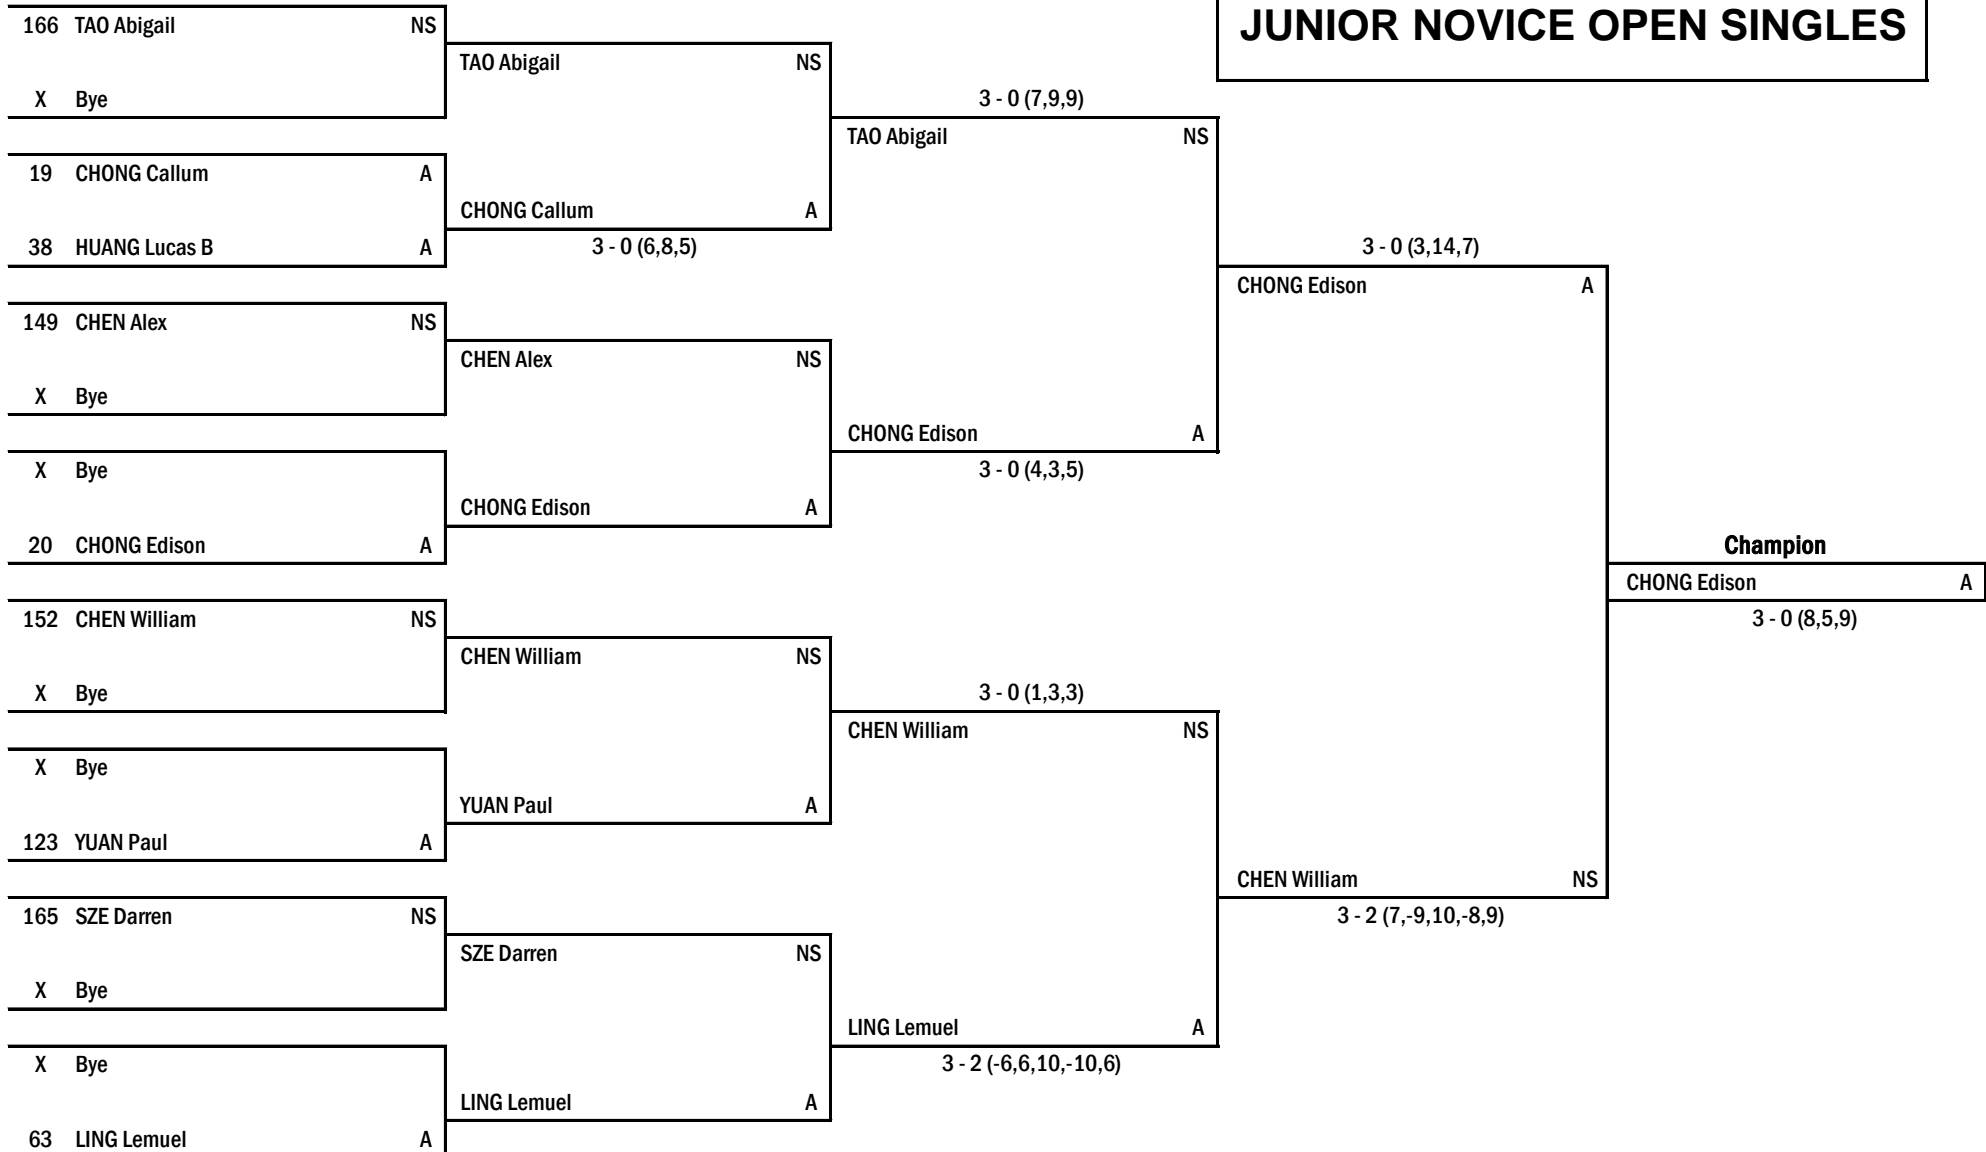 JUNIOR NOVICE OPEN SINGLES
166 TAO Abigail NS
X Bye
19 CHONG Callum A
38 HUANG Lucas B A
149 CHEN Alex NS
X Bye
X Bye
20 CHONG Edison A
152 CHEN William NS
X Bye
X Bye
123 YUAN Paul A
165 SZE Darren NS
X Bye
X Bye
63 LING Lemuel A
TAO Abigail NS
CHONG Callum A
3 - 0 (6,8,5)
CHEN Alex NS
CHONG Edison A
CHEN William NS
YUAN Paul A
SZE Darren NS
LING Lemuel A
3 - 0 (7,9,9)
TAO Abigail NS
CHONG Edison A
3 - 0 (4,3,5)
3 - 0 (1,3,3)
CHEN William NS
LING Lemuel A
3 - 2 (-6,6,10,-10,6)
3 - 0 (3,14,7)
CHONG Edison A
CHEN William NS
3 - 2 (7,-9,10,-8,9)
Champion
CHONG Edison A
3 - 0 (8,5,9)